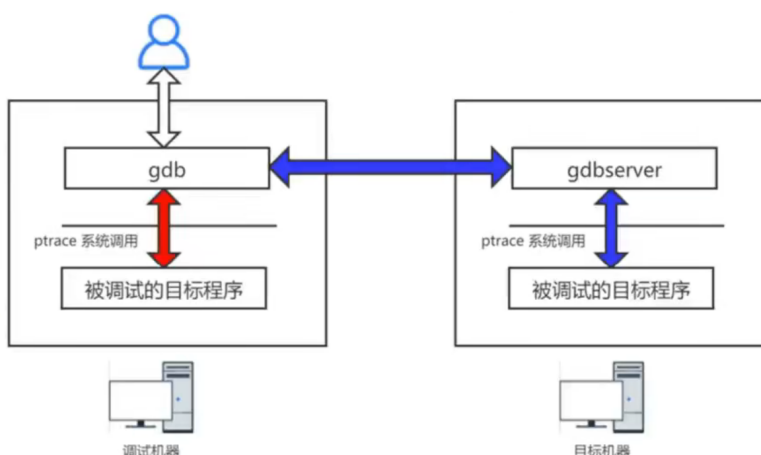 gdb
gdbserver
ptrace 系统调用
ptrace 系统调用
被调试的目标程序
被调试的目标程序
调试机器
目标机器